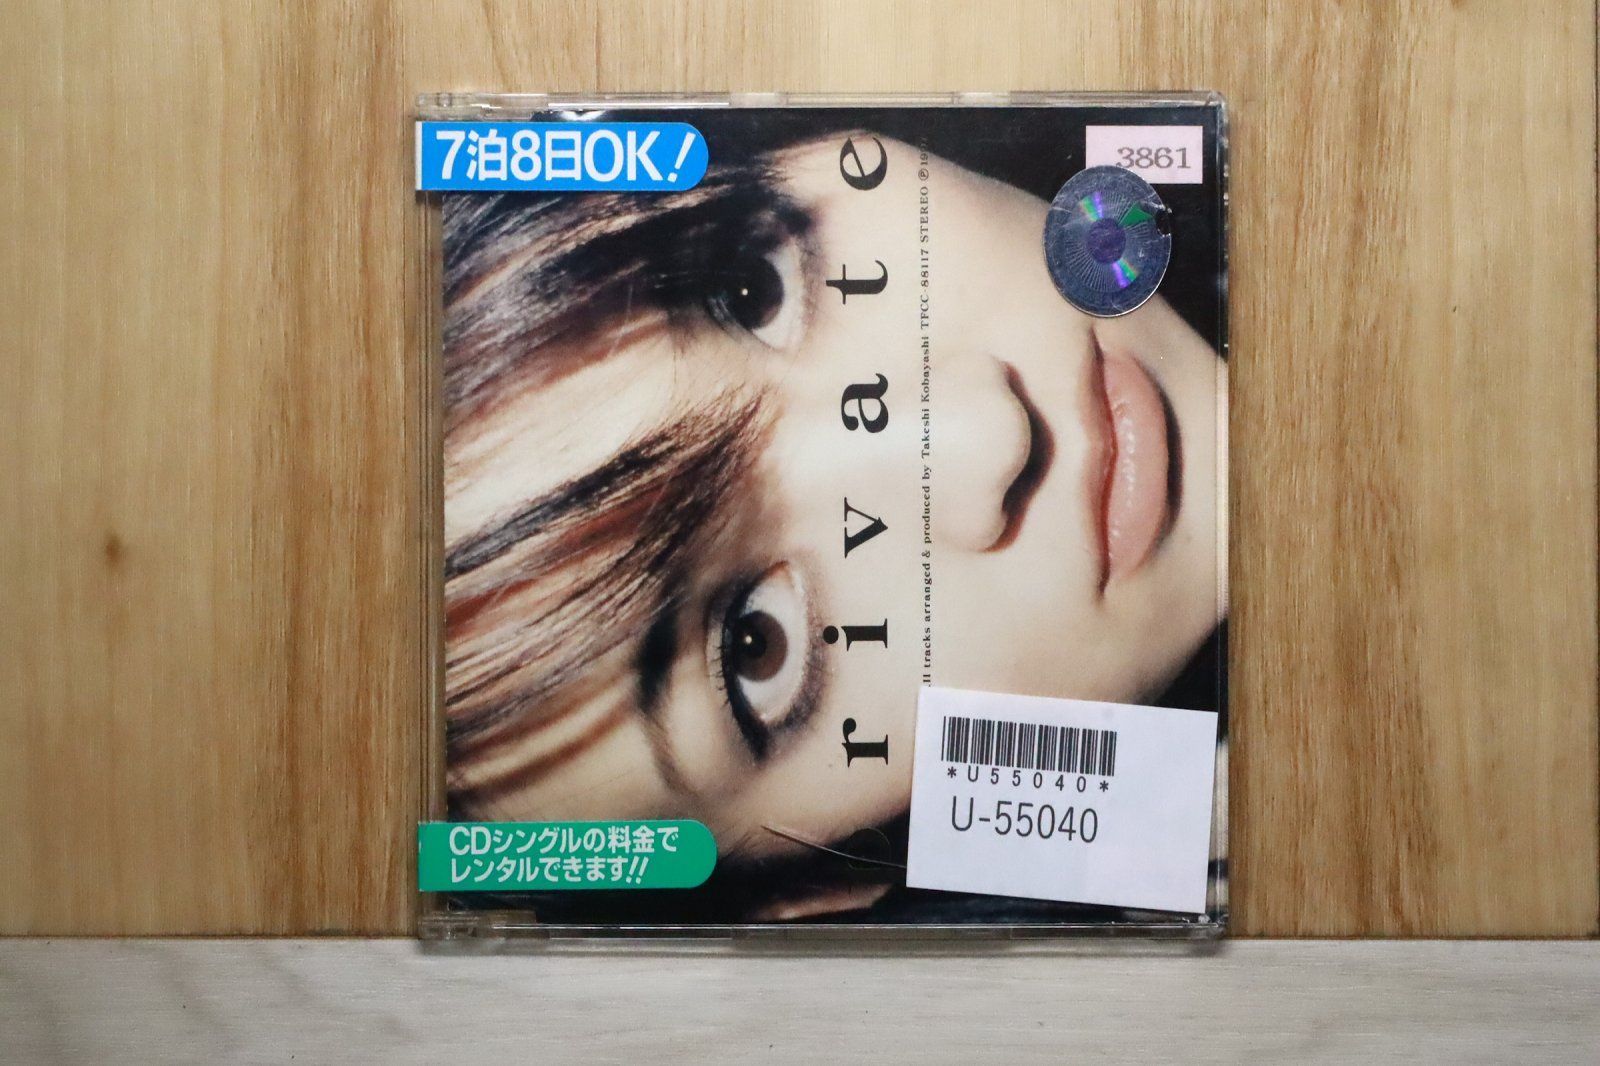 7泊8日OK!
3861
rivate
ll tracks arranged & produced by Takeshi Kobayashi TFCC-88117 STEREO Ⓟ
*U55040*
U-55040
CDシングルの料金で
レンタルできます!!